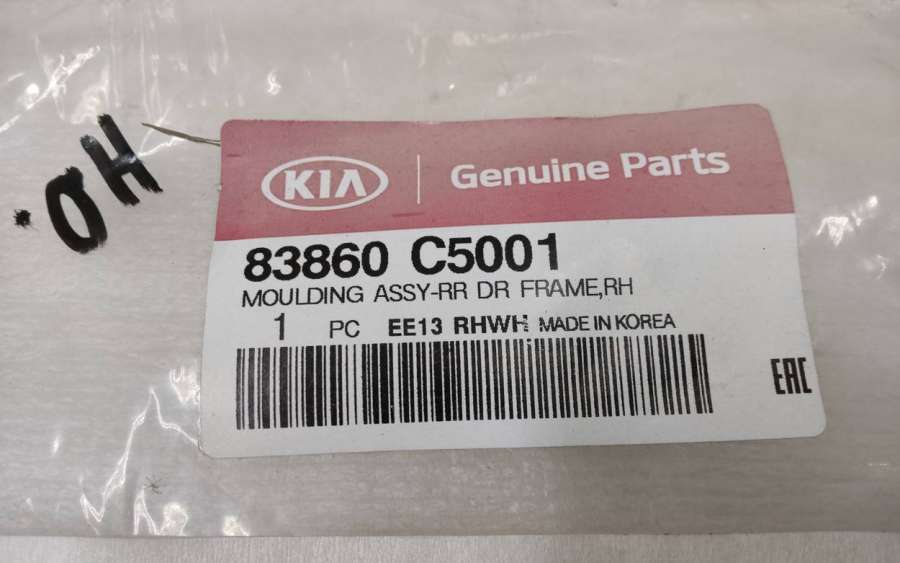 .OH
KIA Genuine Parts
83860 C5001
MOULDING ASSY-RR DR FRAME,RH
1 PC EE13 RHWH MADE IN KOREA
EAC